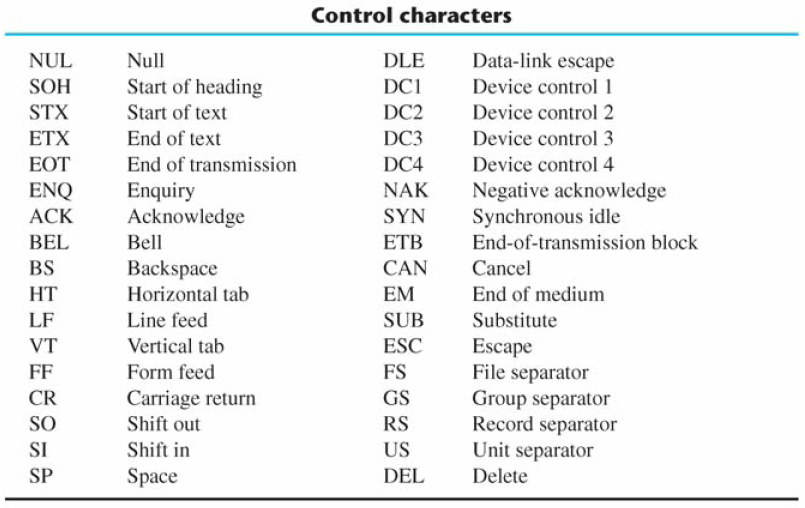 Control characters
NUL Null DLE Data-link escape
SOH Start of heading DC1 Device control 1
STX Start of text DC2 Device control 2
ETX End of text DC3 Device control 3
EOT End of transmission DC4 Device control 4
ENQ Enquiry NAK Negative acknowledge
ACK Acknowledge SYN Synchronous idle
BEL Bell ETB End-of-transmission block
BS Backspace CAN Cancel
HT Horizontal tab EM End of medium
LF Line feed SUB Substitute
VT Vertical tab ESC Escape
FF Form feed FS File separator
CR Carriage return GS Group separator
SO Shift out RS Record separator
SI Shift in US Unit separator
SP Space DEL Delete